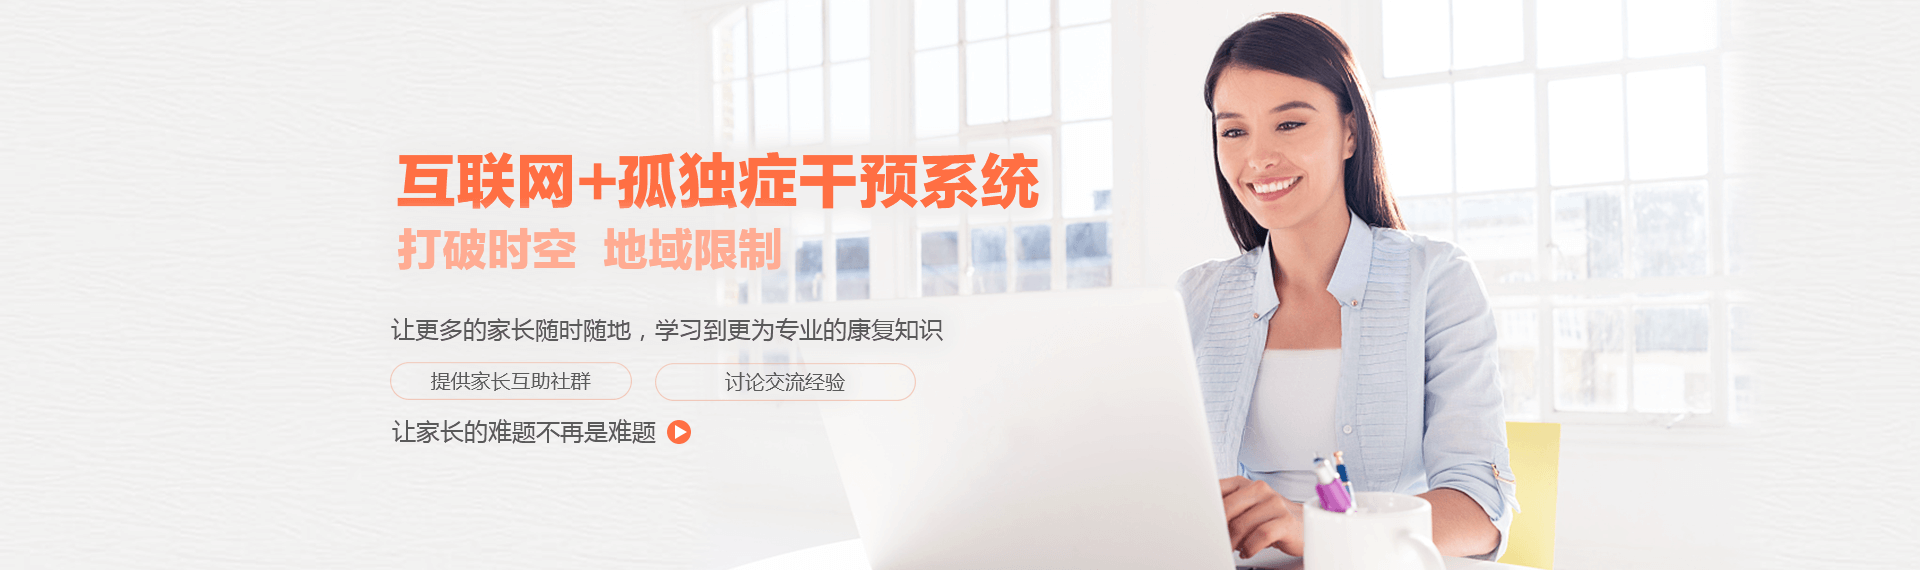 互联网+孤独症干预系统
打破时空 地域限制
让更多的家长随时随地，学习到更为专业的康复知识
提供家长互助社群 讨论交流经验
让家长的难题不再是难题